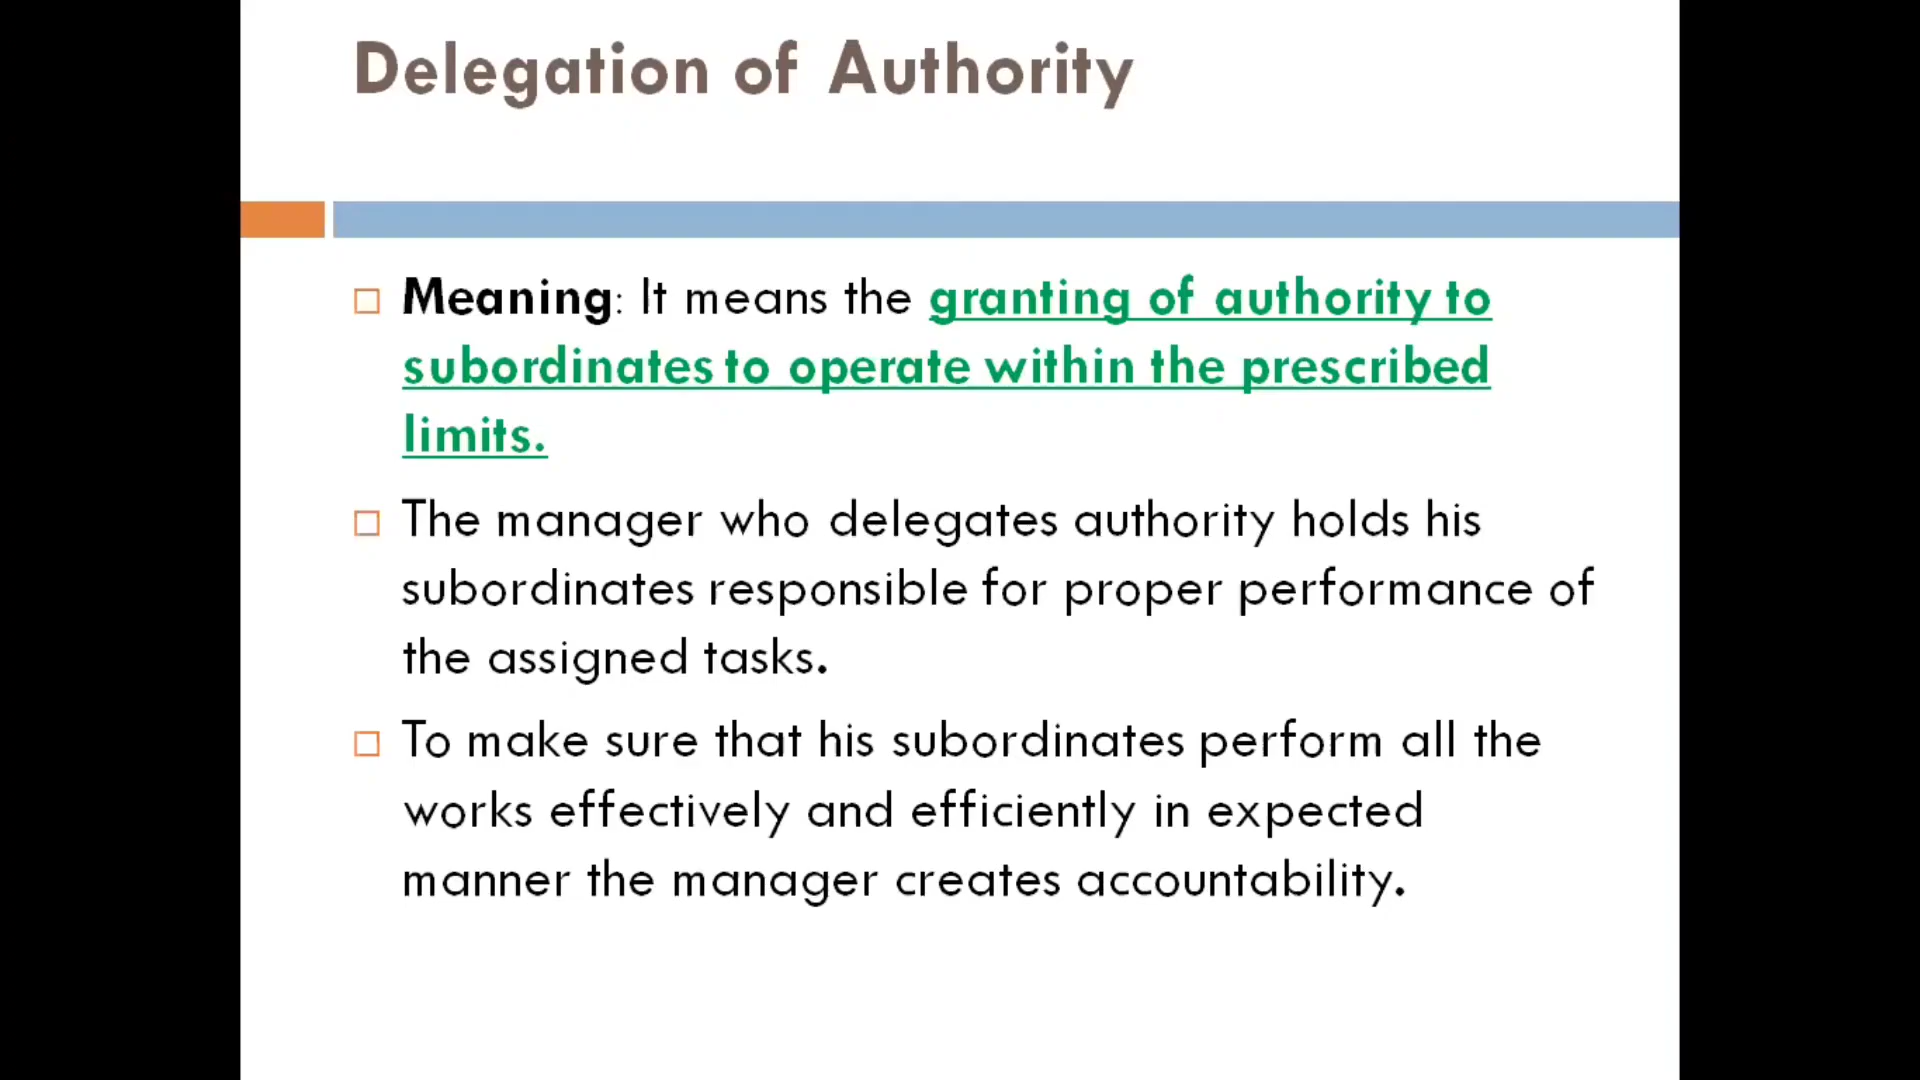 Delegation of Authority
Meaning: It means the granting of authority to
subordinates to operate within the prescribed
limits.
The manager who delegates authority holds his
subordinates responsible for proper performance of
the assigned tasks.
To make sure that his subordinates perform all the
works effectively and efficiently in expected
manner the manager creates accountability.